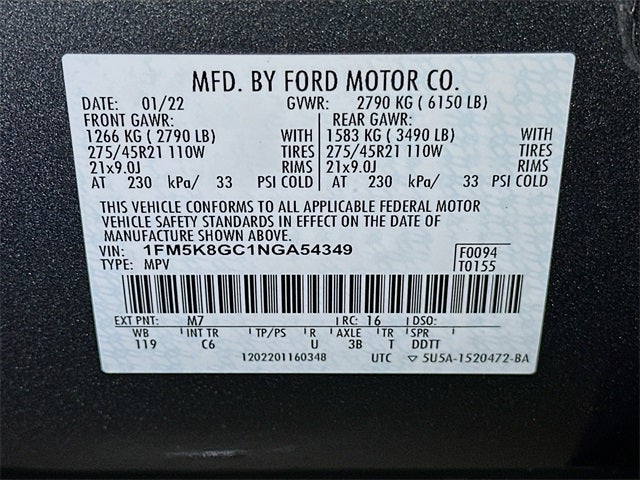 MFD. BY FORD MOTOR CO.
DATE: 01/22 GVWR: 2790 KG ( 6150 LB)
FRONT GAWR: REAR GAWR:
1266 KG ( 2790 LB) WITH 1583 KG ( 3490 LB) WITH
275/45R21 110W TIRES 275/45R21 110W TIRES
21x9.0J RIMS 21x9.0J RIMS
AT 230 kPa/ 33 PSI COLD AT 230 kPa/ 33 PSI COLD
THIS VEHICLE CONFORMS TO ALL APPLICABLE FEDERAL MOTOR
VEHICLE SAFETY STANDARDS IN EFFECT ON THE DATE OF
MANUFACTURE SHOWN ABOVE.
VIN: 1FM5K8GC1NGA54349 F0094
TYPE: MPV T0155
EXT PNT: M7 RC: 16 DSO:
WB INT TR TP/PS R AXLE TR SPR
119 C6 U 3B T DDTT
1202201160348 UTC ▽ 5U5A-1520472-BA